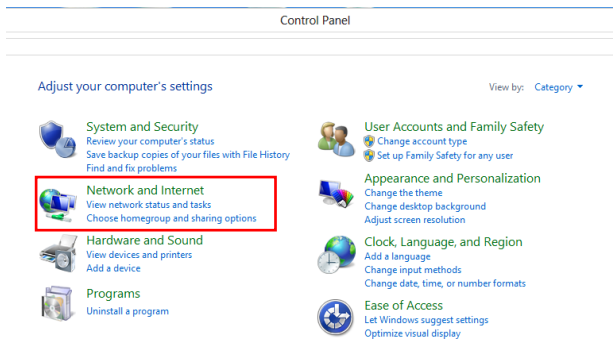 Control Panel
Adjust your computer's settings
View by: Category
System and Security
Review your computer's status
Save backup copies of your files with File History
Find and fix problems
Network and Internet
View network status and tasks
Choose homegroup and sharing options
Hardware and Sound
View devices and printers
Add a device
Programs
Uninstall a program
User Accounts and Family Safety
Change account type
Set up Family Safety for any user
Appearance and Personalization
Change the theme
Change desktop background
Adjust screen resolution
Clock, Language, and Region
Add a language
Change input methods
Change date, time, or number formats
Ease of Access
Let Windows suggest settings
Optimize visual display